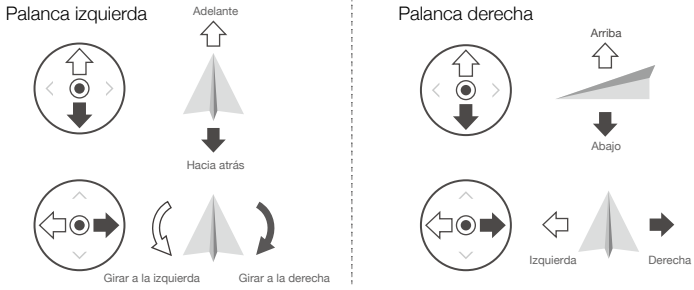 Palanca izquierda
Adelante
Hacia atrás
Girar a la izquierda
Girar a la derecha
Palanca derecha
Arriba
Abajo
Izquierda
Derecha